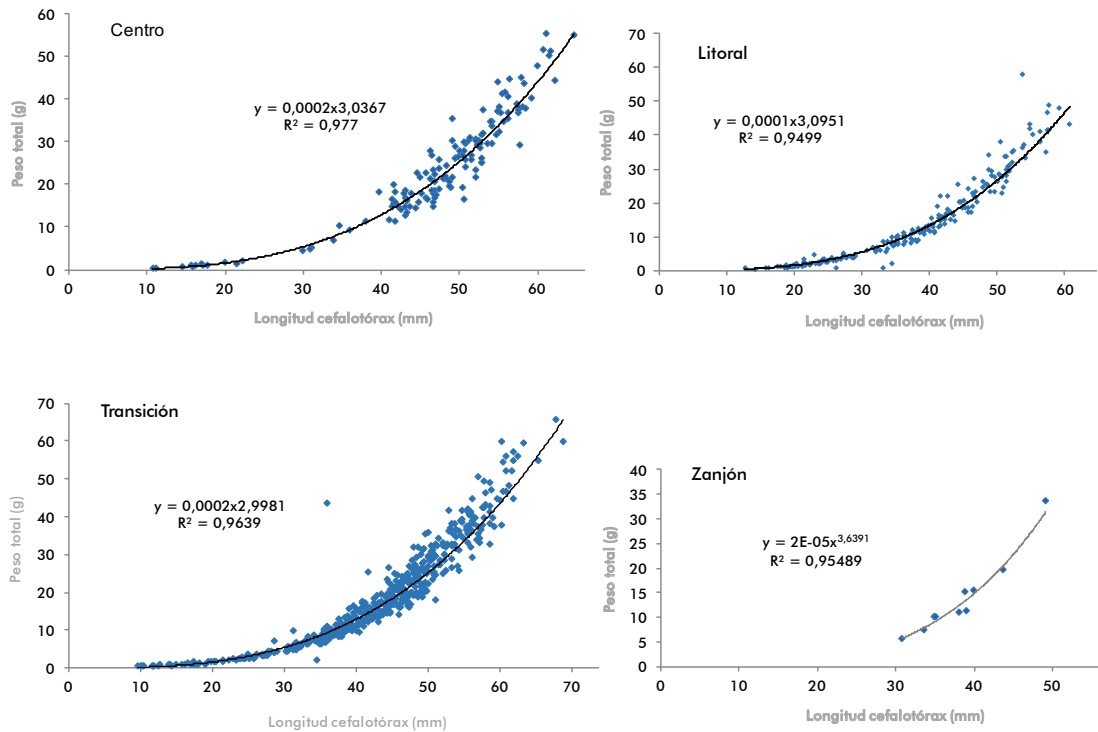 Centro
y = 0,0002x3,0367
R² = 0,977
Peso total (g)
60
50
40
30
20
10
0
0 10 20 30 40 50 60
Longitud cefalotórax (mm)
Litoral
y = 0,0001x3,0951
R² = 0,9499
Peso total (g)
70
60
50
40
30
20
10
0
0 10 20 30 40 50 60
Longitud cefalotórax (mm)
Transición
y = 0,0002x2,9981
R² = 0,9639
Peso total (g)
70
60
50
40
30
20
10
0
0 10 20 30 40 50 60 70
Longitud cefalotórax (mm)
Zanjón
y = 2E-05x³,⁶³⁹¹
R² = 0,95489
Peso total (g)
40
35
30
25
20
15
10
5
0
0 10 20 30 40 50
Longitud cefalotórax (mm)